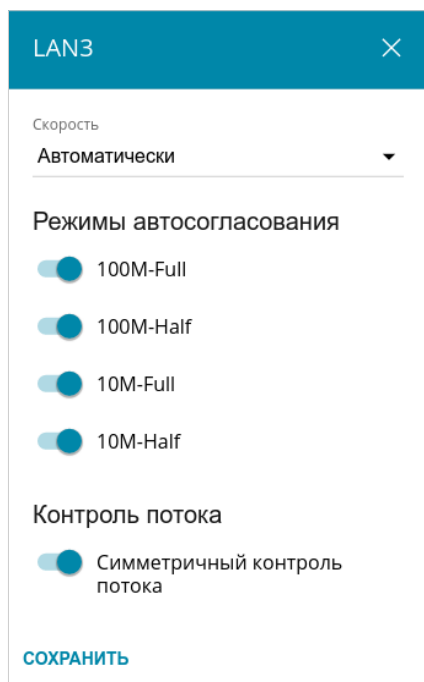 LAN3
Скорость
Автоматически
Режимы автосогласования
100M-Full
100M-Half
10M-Full
10M-Half
Контроль потока
Симметричный контроль
потока
СОХРАНИТЬ